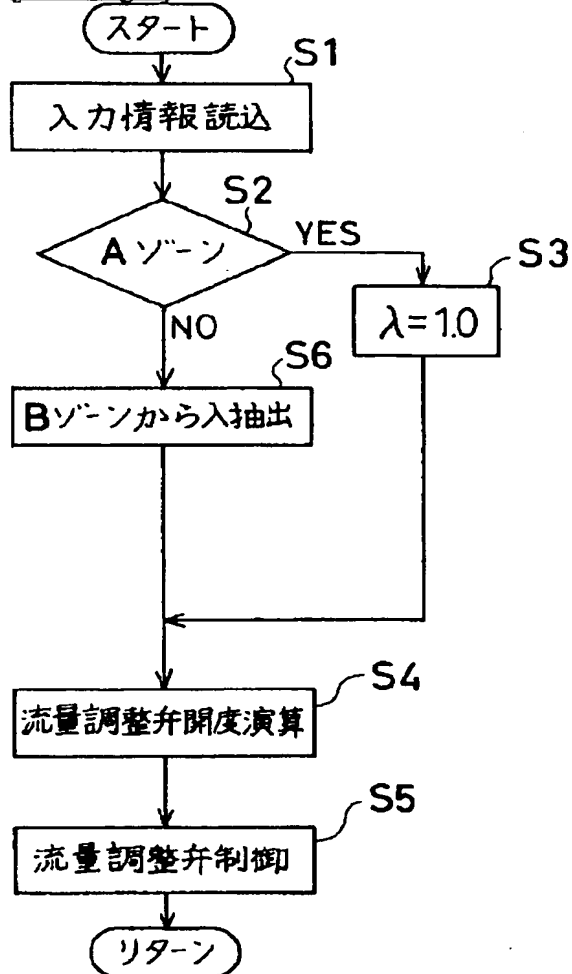 スタート
S1
入力情報読込
S2
Aゾーン
YES
S3
λ=1.0
NO
S6
Bゾーンからλ抽出
S4
流量調整弁開度演算
S5
流量調整弁制御
リターン